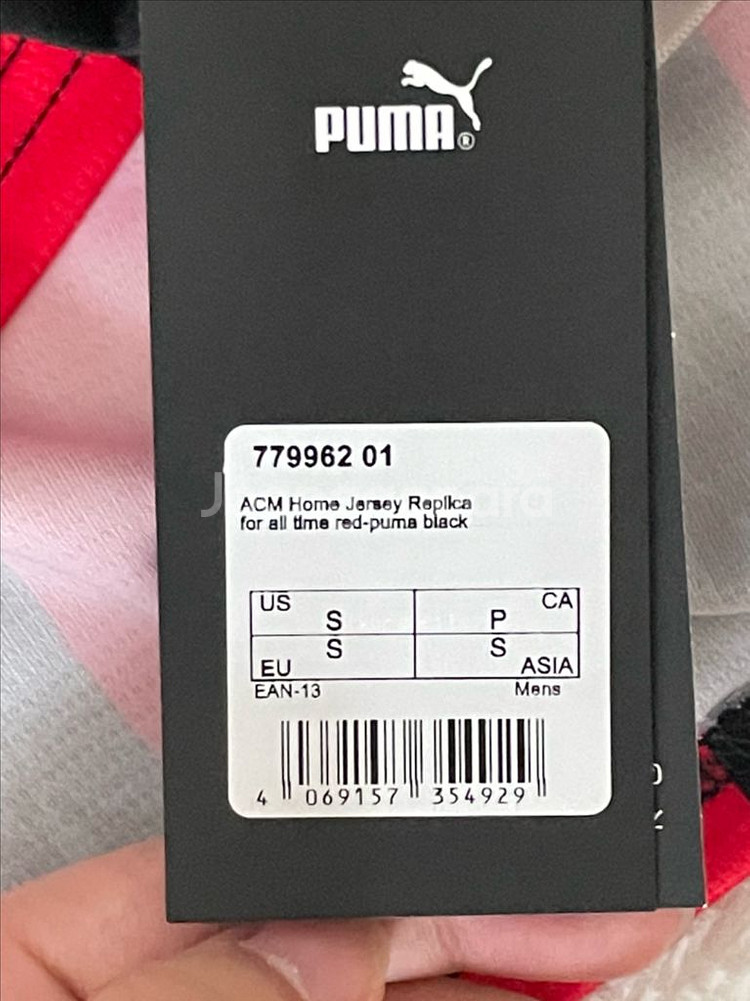 PUMA®
779962 01
ACM Home Jersey Replica
for all time red-puma black
US S P CA
EU S S ASIA
EAN-13 Mens
4 069157 354929